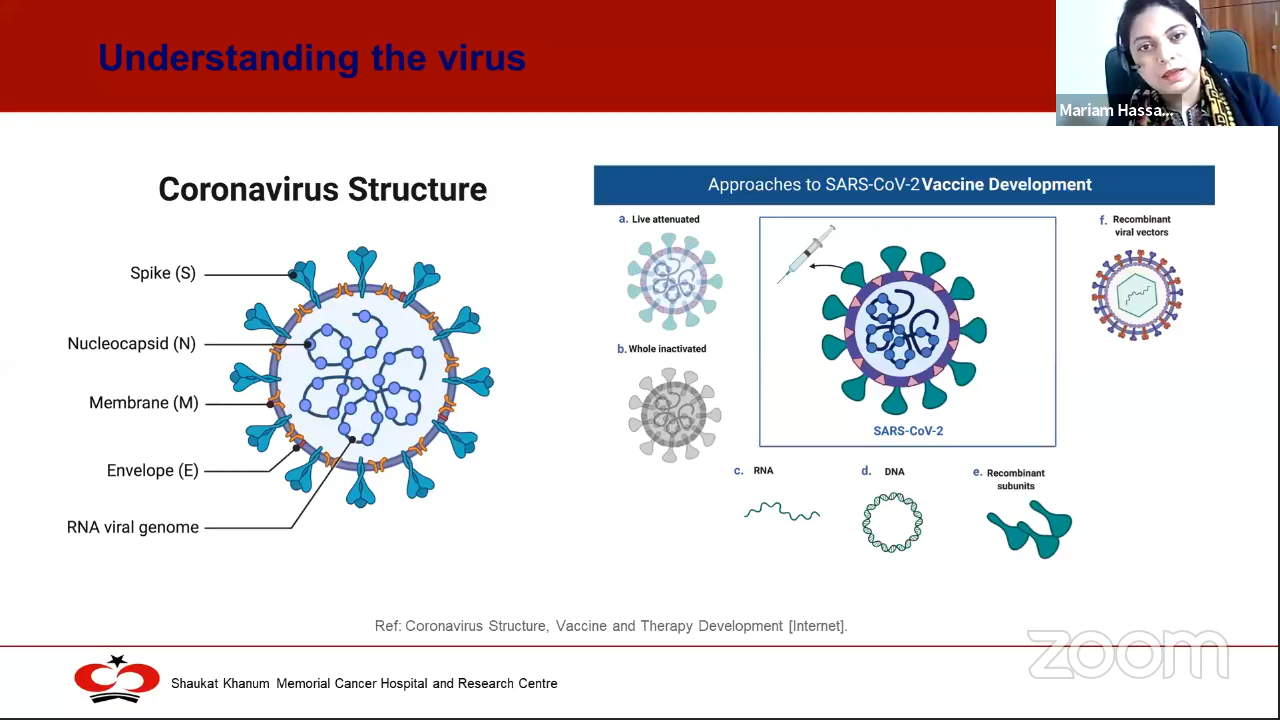 Understanding the virus
Mariam Hassa...
Coronavirus Structure
Spike (S)
Nucleocapsid (N)
Membrane (M)
Envelope (E)
RNA viral genome
Approaches to SARS-CoV-2 Vaccine Development
a. Live attenuated
b. Whole inactivated
SARS-CoV-2
c. RNA
d. DNA
e. Recombinant
subunits
f. Recombinant
viral vectors
Ref: Coronavirus Structure, Vaccine and Therapy Development [Internet].
zoom
Shaukat Khanum Memorial Cancer Hospital and Research Centre